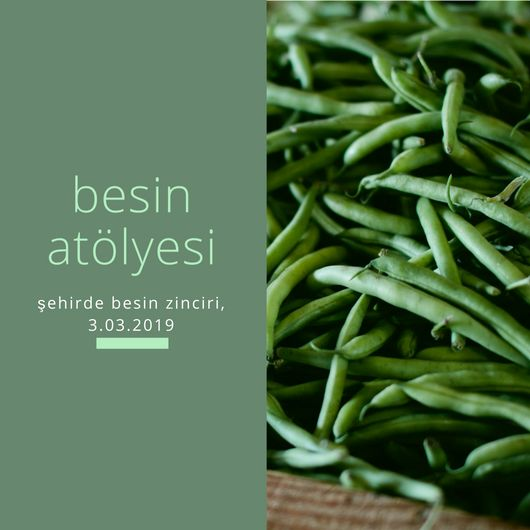 besin
atölyesi
şehirde besin zinciri,
3.03.2019